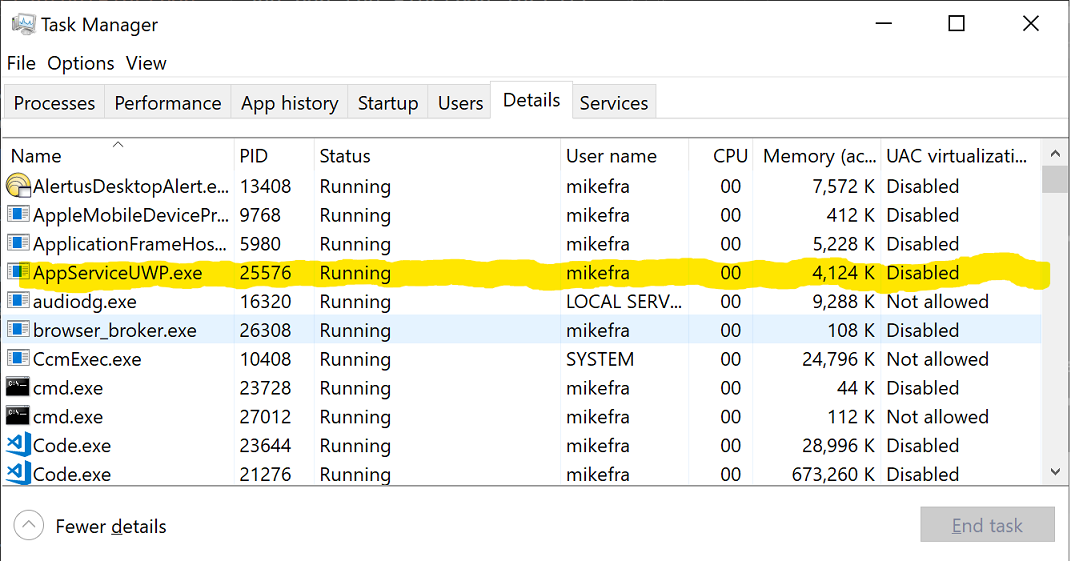 Task Manager
File Options View
Processes Performance App history Startup Users Details Services
Name PID Status User name CPU Memory (ac... UAC virtualizati...
AlertusDesktopAlert.e... 13408 Running mikefra 00 7,572 K Disabled
AppleMobileDevicePr... 9768 Running mikefra 00 412 K Disabled
ApplicationFrameHos... 5980 Running mikefra 00 5,228 K Disabled
AppServiceUWP.exe 25576 Running mikefra 00 4,124 K Disabled
audiodg.exe 16320 Running LOCAL SERV... 00 9,288 K Not allowed
browser_broker.exe 26308 Running mikefra 00 108 K Disabled
CcmExec.exe 10408 Running SYSTEM 00 24,796 K Not allowed
cmd.exe 23728 Running mikefra 00 44 K Disabled
cmd.exe 27012 Running mikefra 00 112 K Not allowed
Code.exe 23644 Running mikefra 00 28,996 K Disabled
Code.exe 21276 Running mikefra 00 673,260 K Disabled
Fewer details End task